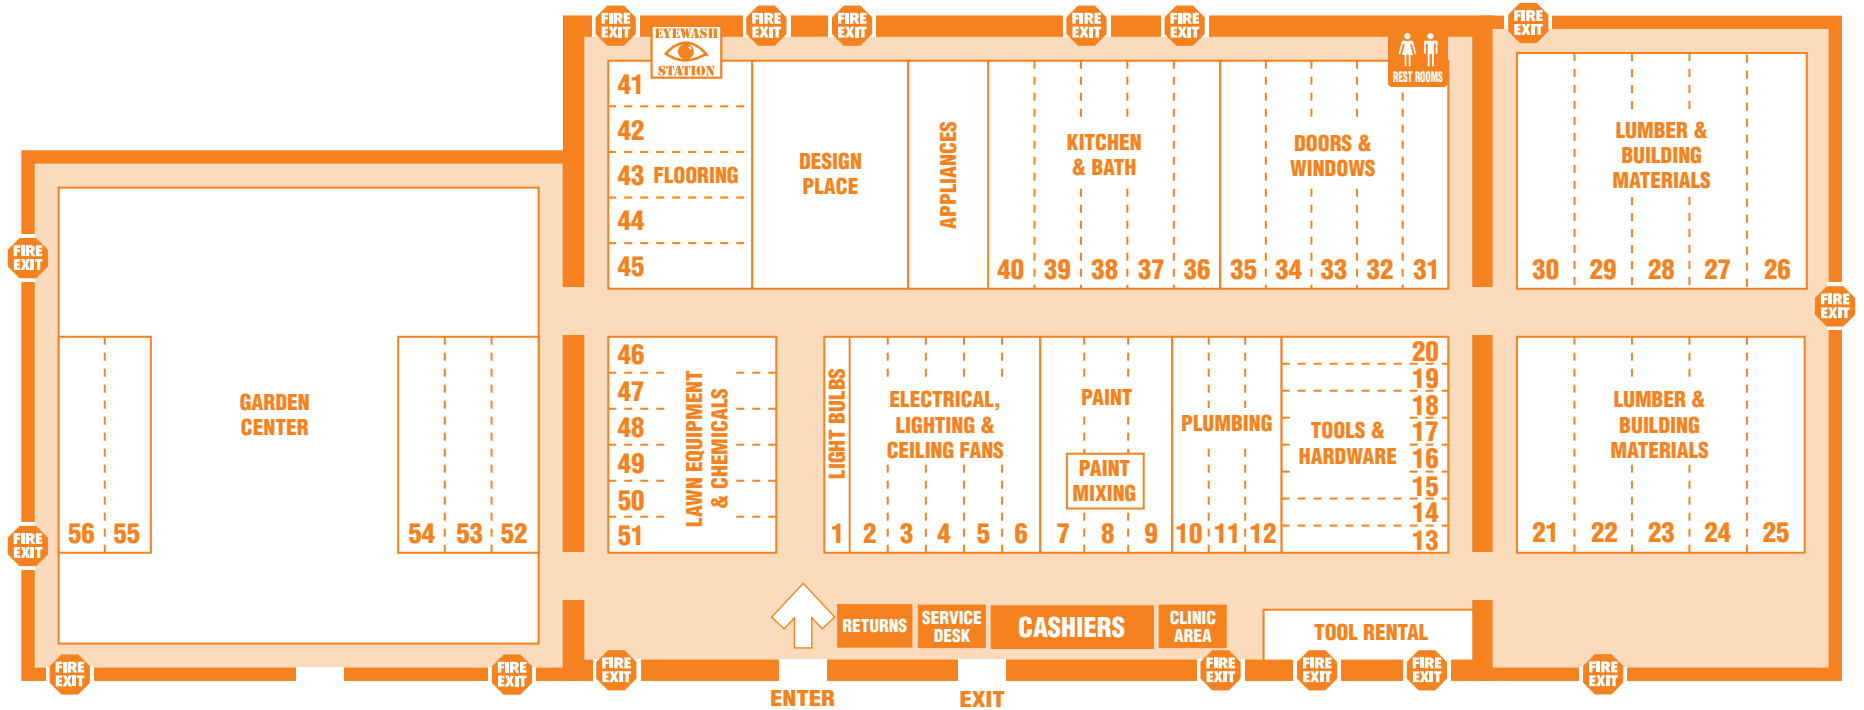 FIRE
EXIT
FIRE
EXIT
FIRE
EXIT
FIRE
EXIT
FIRE
EXIT
FIRE
EXIT
EYEWASH
STATION
REST ROOMS
41
42
43 FLOORING
44
45
DESIGN
PLACE
APPLIANCES
KITCHEN
& BATH
40 39 38 37 36
DOORS &
WINDOWS
35 34 33 32 31
LUMBER &
BUILDING
MATERIALS
30 29 28 27 26
FIRE
EXIT
FIRE
EXIT
GARDEN
CENTER
56 55
54 53 52
FIRE
EXIT
46
47
48
49
50
51
LAWN EQUIPMENT
& CHEMICALS
LIGHT BULBS
1
ELECTRICAL,
LIGHTING &
CEILING FANS
2 3 4 5 6
PAINT
PAINT
MIXING
7 8 9
PLUMBING
10 11 12
TOOLS &
HARDWARE
20
19
18
17
16
15
14
13
LUMBER &
BUILDING
MATERIALS
21 22 23 24 25
RETURNS
SERVICE
DESK
CASHIERS
CLINIC
AREA
TOOL RENTAL
FIRE
EXIT
FIRE
EXIT
FIRE
EXIT
FIRE
EXIT
FIRE
EXIT
FIRE
EXIT
FIRE
EXIT
ENTER
EXIT